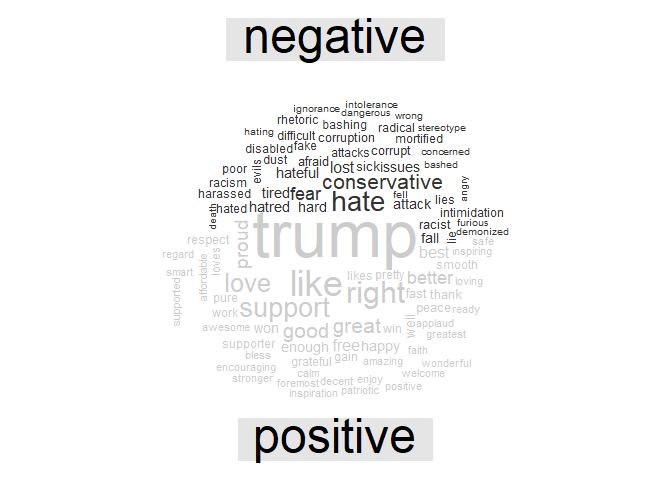 negative
ignorance intolerance
dangerous wrong
rhetoric bashing radical stereotype
hating difficult corruption mortified
disabled fake attacks corrupt concerned
dust afraid lost sick issues bashed
poor evils hateful conservative angry
racism tired fear fell
harassed hate attack lies
death hated hatred hard intimidation
racist furious
fall lie demonized
trump
respect proud safe
regard loves best inspiring
smart affordable likes pretty better smooth
supported love like right loving
pure fast thank
work support peace ready
awesome won good great win well applaud
supporter enough free happy greatest
bless gain faith
encouraging grateful amazing wonderful
stronger calm welcome
foremost decent enjoy positive
inspiration patriotic
positive